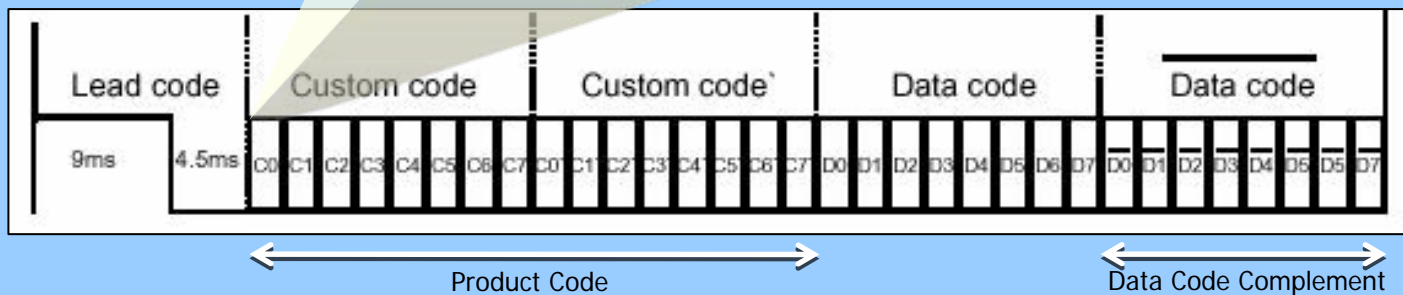 Lead code Custom code Custom code` Data code Data code
9ms 4.5ms C0 C1 C2 C3 C4 C5 C6 C7 C0` C1` C2` C3` C4` C5` C6` C7` D0 D1 D2 D3 D4 D5 D6 D7 D0 D1 D2 D3 D4 D5 D5 D7
Product Code Data Code Complement